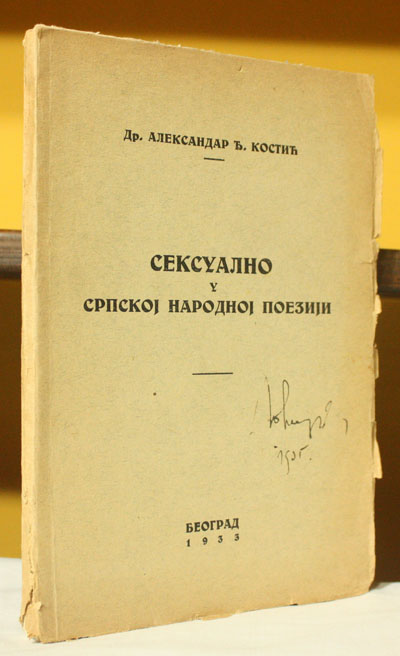 Др. АЛЕКСАНДАР Ђ. КОСТИЋ
СЕКСУАЛНО
У
СРПСКОЈ НАРОДНОЈ ПОЕЗИЈИ
БЕОГРАД
1933